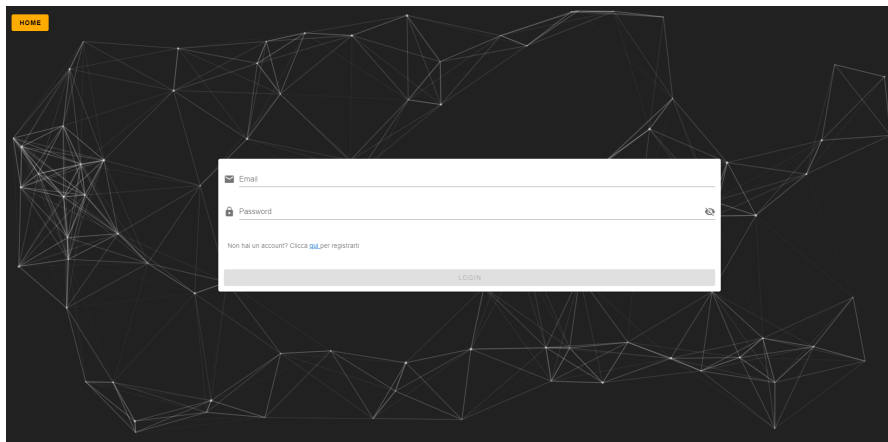 HOME
Email
Password
Non hai un account? Clicca qui per registrarti
LOGIN